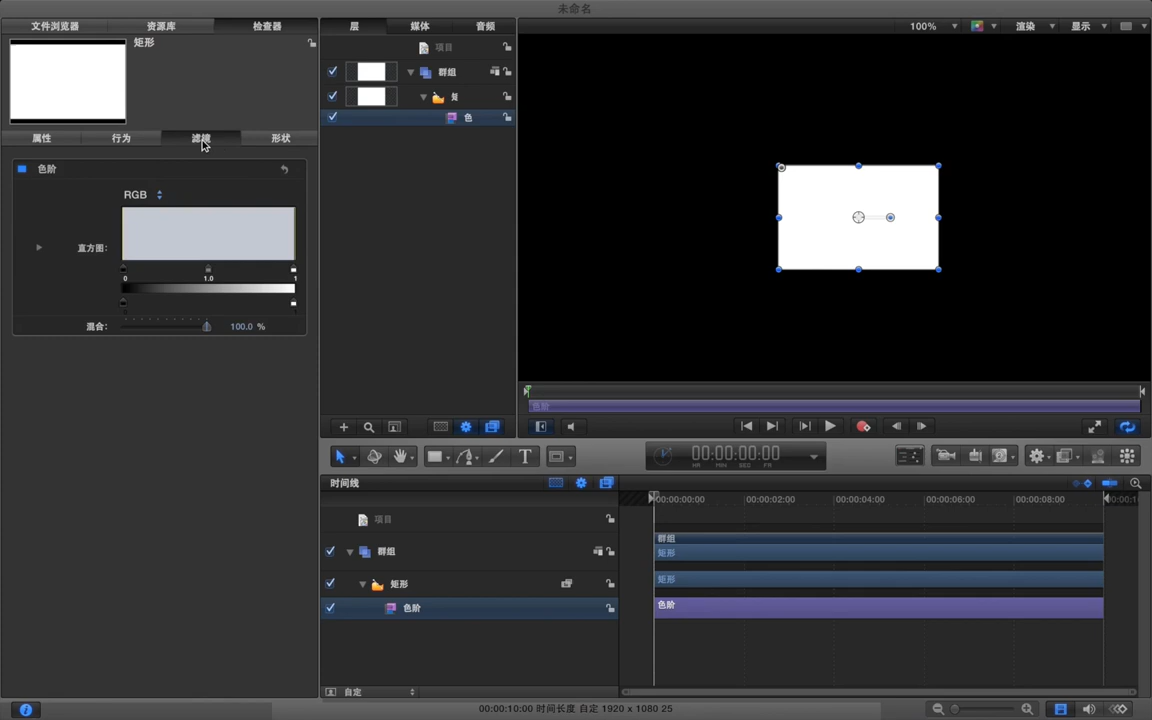 未命名
文件浏览器 资源库 检查器 层 媒体 音频 100% 渲染 显示
矩形
项目
群组
色
属性 行为 滤镜 形状
色阶
RGB
直方图:
0 1.0 1
混合: 100.0 %
色阶
T 00:00:00:00
HR MIN SEC FR
时间线
00:00:00:00 00:00:02:00 00:00:04:00 00:00:06:00 00:00:08:00
项目
群组 群组
矩形
矩形 矩形
色阶 色阶
自定
00:00:10:00 时间长度 自定 1920 x 1080 25